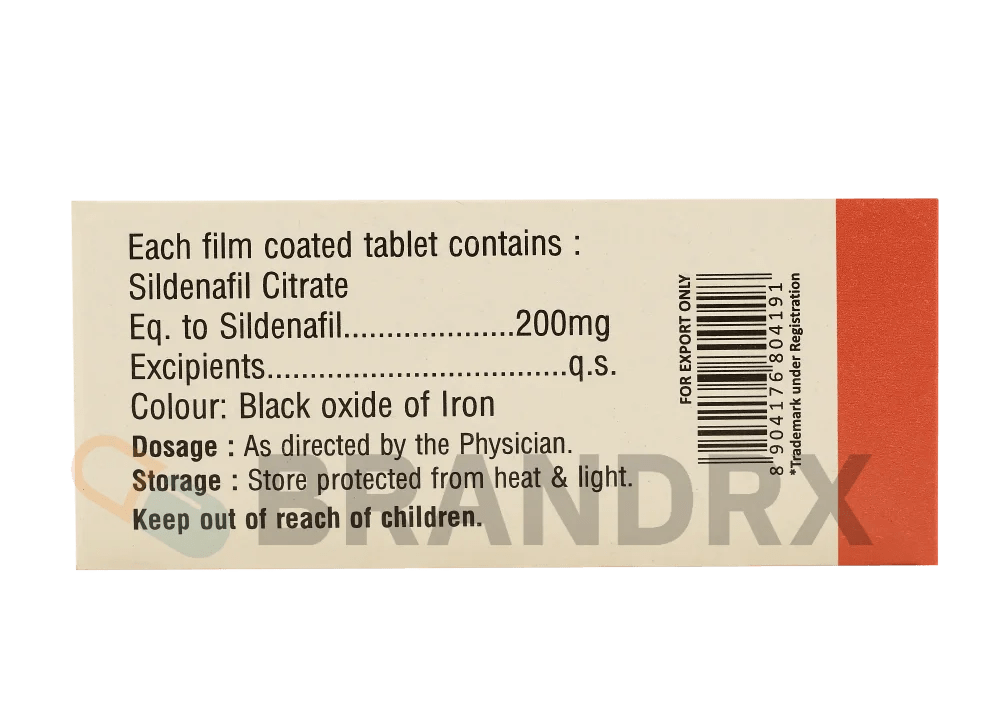 Each film coated tablet contains :
Sildenafil Citrate
Eq. to Sildenafil...................200mg
Excipients..................................q.s.
Colour: Black oxide of Iron
Dosage : As directed by the Physician.
Storage : Store protected from heat & light.
Keep out of reach of children.
BRANDRX
FOR EXPORT ONLY
8 904176 804191
*Trademark under Registration